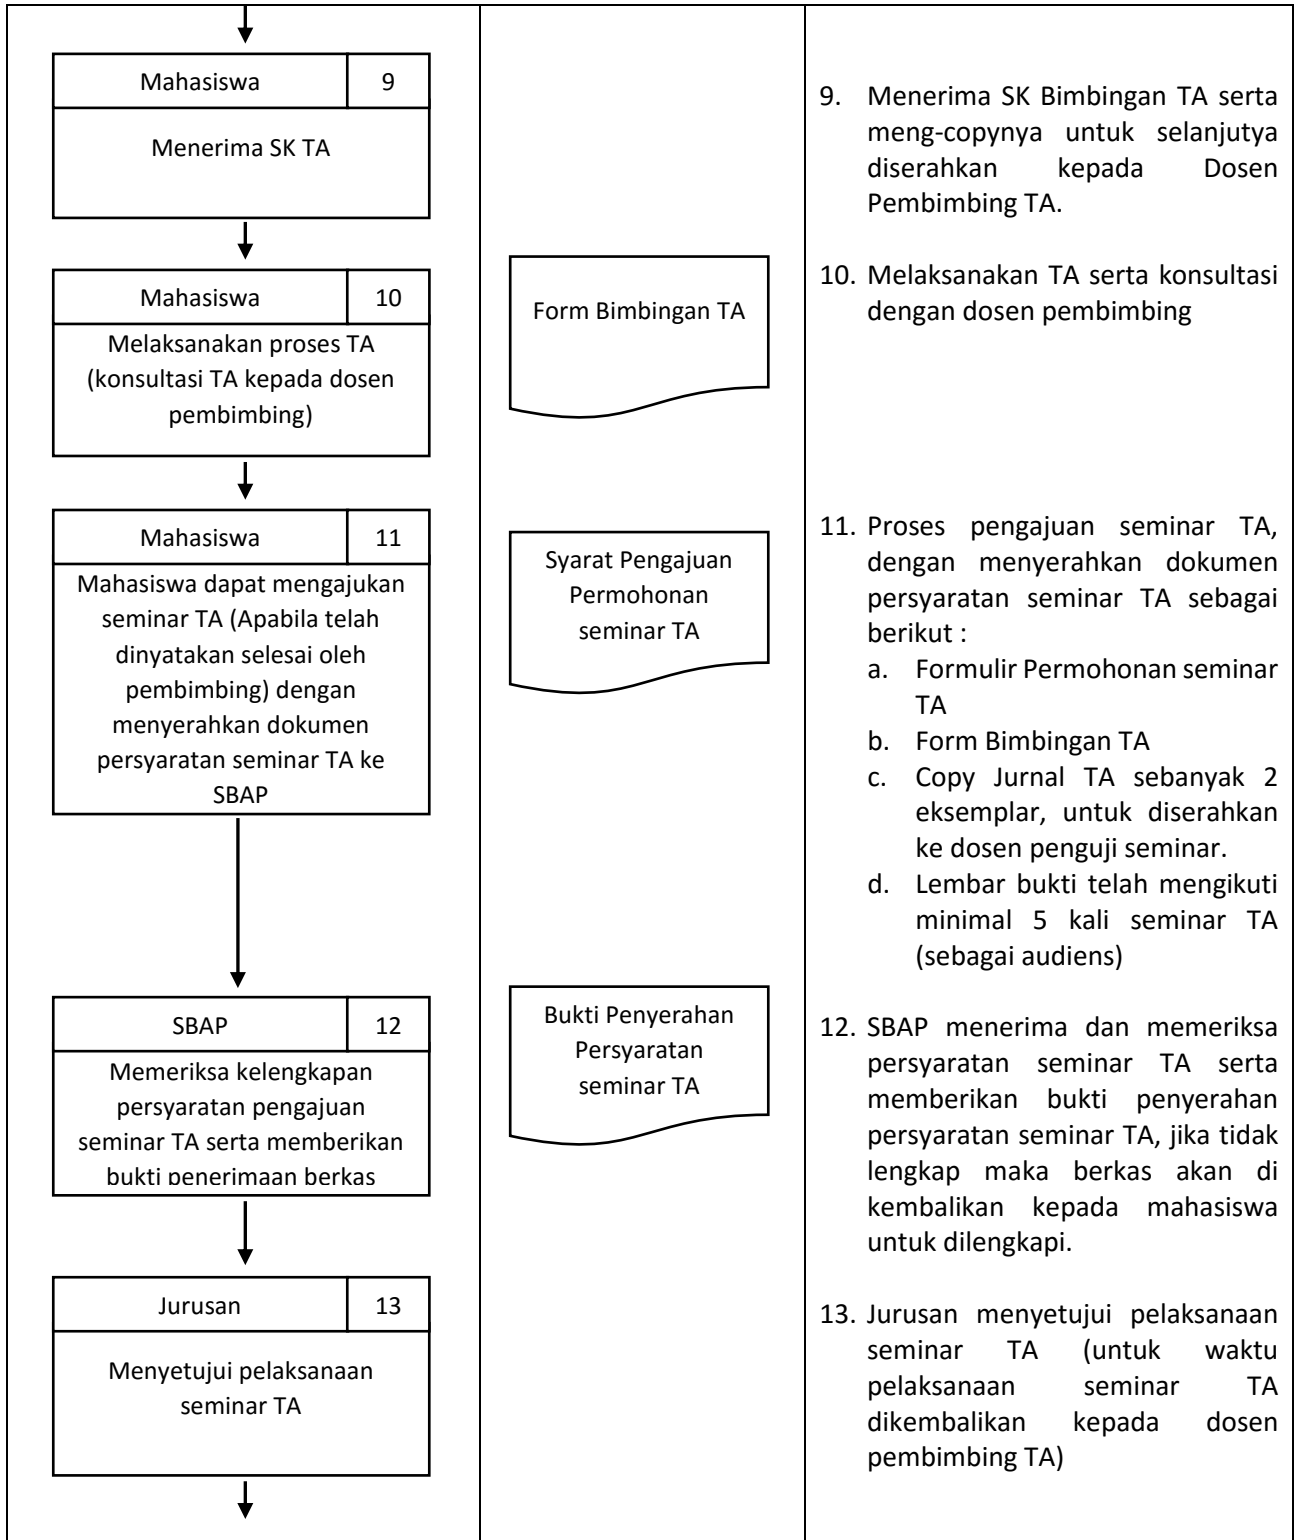 Mahasiswa 9
Menerima SK TA
Mahasiswa 10
Melaksanakan proses TA
(konsultasi TA kepada dosen
pembimbing)
Mahasiswa 11
Mahasiswa dapat mengajukan
seminar TA (Apabila telah
dinyatakan selesai oleh
pembimbing) dengan
menyerahkan dokumen
persyaratan seminar TA ke
SBAP
SBAP 12
Memeriksa kelengkapan
persyaratan pengajuan
seminar TA serta memberikan
bukti penerimaan berkas
Jurusan 13
Menyetujui pelaksanaan
seminar TA
Form Bimbingan TA
Syarat Pengajuan
Permohonan
seminar TA
Bukti Penyerahan
Persyaratan
seminar TA
9. Menerima SK Bimbingan TA serta
meng-copynya untuk selanjutya
diserahkan kepada Dosen
Pembimbing TA.
10. Melaksanakan TA serta konsultasi
dengan dosen pembimbing
11. Proses pengajuan seminar TA,
dengan menyerahkan dokumen
persyaratan seminar TA sebagai
berikut :
a. Formulir Permohonan seminar
TA
b. Form Bimbingan TA
c. Copy Jurnal TA sebanyak 2
eksemplar, untuk diserahkan
ke dosen penguji seminar.
d. Lembar bukti telah mengikuti
minimal 5 kali seminar TA
(sebagai audiens)
12. SBAP menerima dan memeriksa
persyaratan seminar TA serta
memberikan bukti penyerahan
persyaratan seminar TA, jika tidak
lengkap maka berkas akan di
kembalikan kepada mahasiswa
untuk dilengkapi.
13. Jurusan menyetujui pelaksanaan
seminar TA (untuk waktu
pelaksanaan seminar TA
dikembalikan kepada dosen
pembimbing TA)